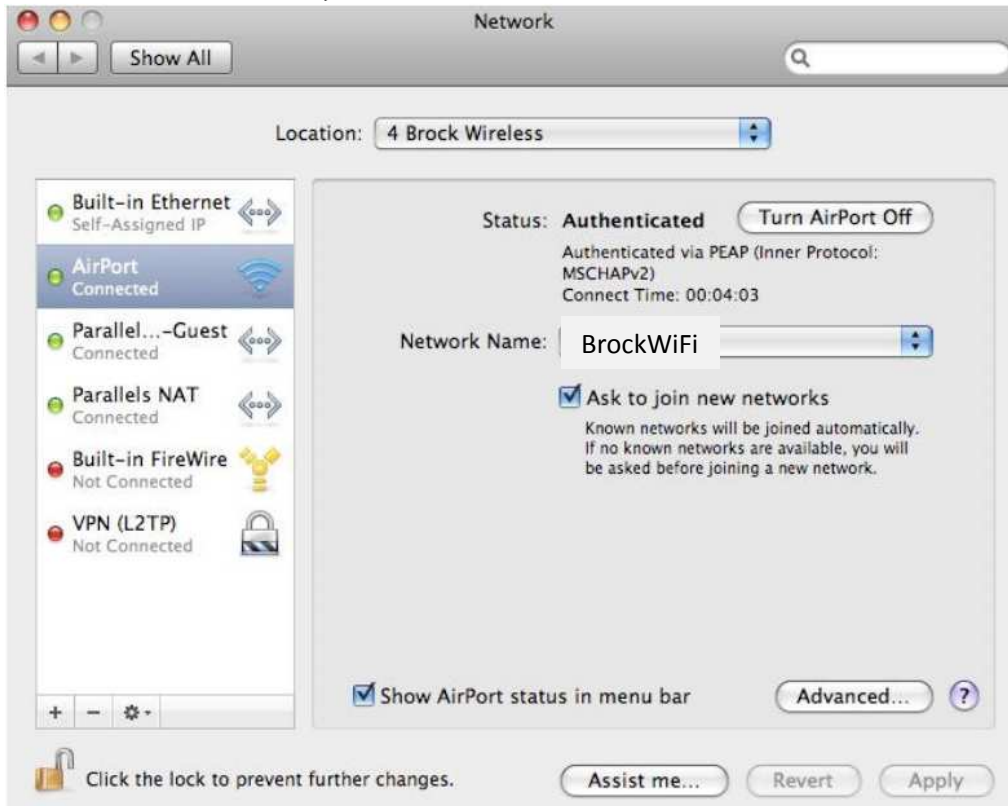 Network
Show All
Location: 4 Brock Wireless
Built-in Ethernet
Self-Assigned IP
AirPort
Connected
Parallel...-Guest
Connected
Parallels NAT
Connected
Built-in FireWire
Not Connected
VPN (L2TP)
Not Connected
Status: Authenticated Turn AirPort Off
Authenticated via PEAP (Inner Protocol:
MSCHAPv2)
Connect Time: 00:04:03
Network Name: BrockWiFi
Ask to join new networks
Known networks will be joined automatically.
If no known networks are available, you will
be asked before joining a new network.
Show AirPort status in menu bar Advanced... ?
Click the lock to prevent further changes. Assist me... Revert Apply